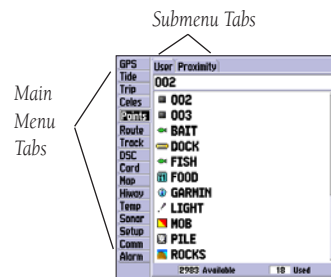 Submenu Tabs
Main
Menu
Tabs
GPS
Tide
Trip
Celes
Points
Route
Track
DSC
Card
Map
Hiway
Temp
Sonar
Setup
Comm
Alarm
User Proximity
002
002
003
BAIT
DOCK
FISH
FOOD
GARMIN
LIGHT
MOB
PILE
ROCKS
2983 Available 18 Used